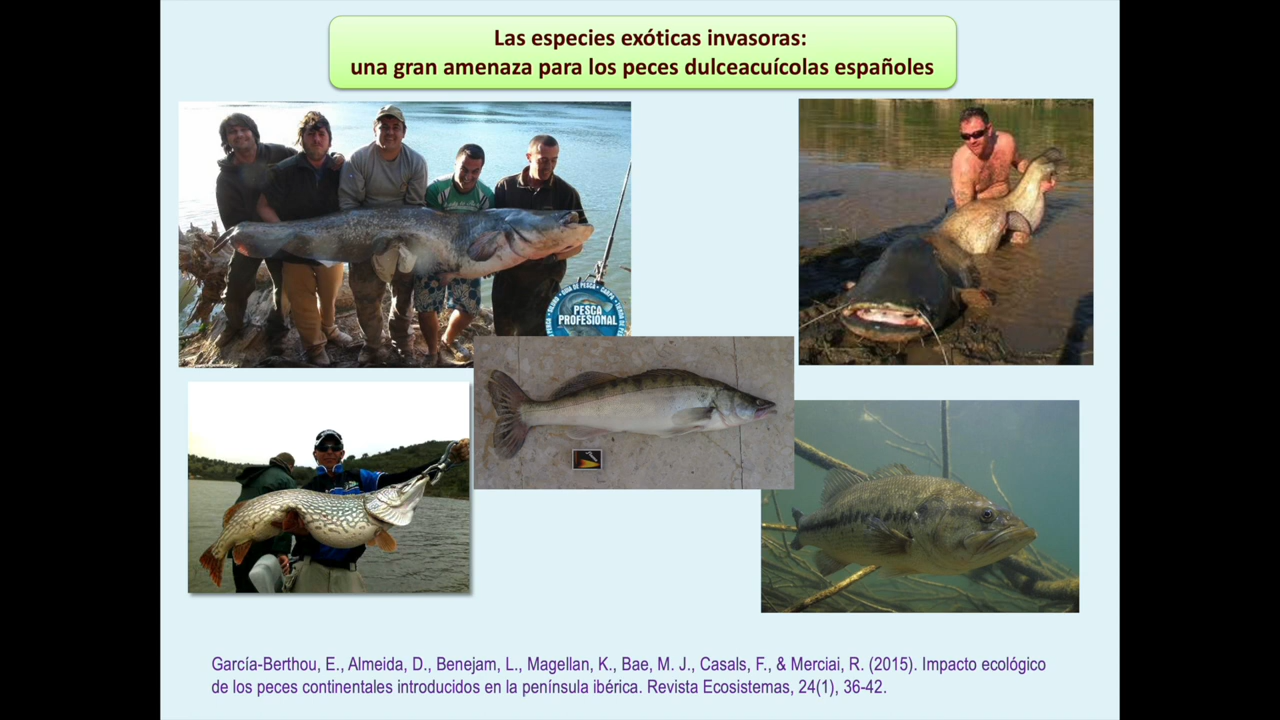 Las especies exóticas invasoras:
una gran amenaza para los peces dulceacuícolas españoles
PESCA
PROFESIONAL
García-Berthou, E., Almeida, D., Benejam, L., Magellan, K., Bae, M. J., Casals, F., & Merciai, R. (2015). Impacto ecológico
de los peces continentales introducidos en la península ibérica. Revista Ecosistemas, 24(1), 36-42.